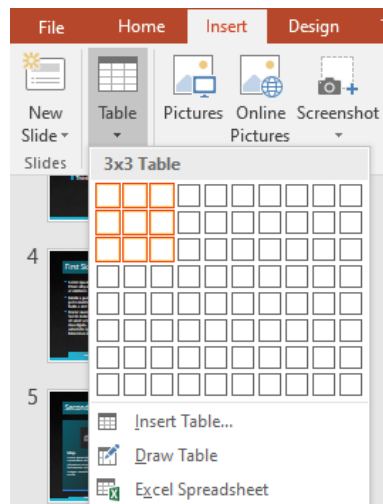 File Home Insert Design
New Slide
Table
Pictures
Online Pictures
Screenshot
Slides
3x3 Table
4
First S
5
Second
Insert Table...
Draw Table
Excel Spreadsheet